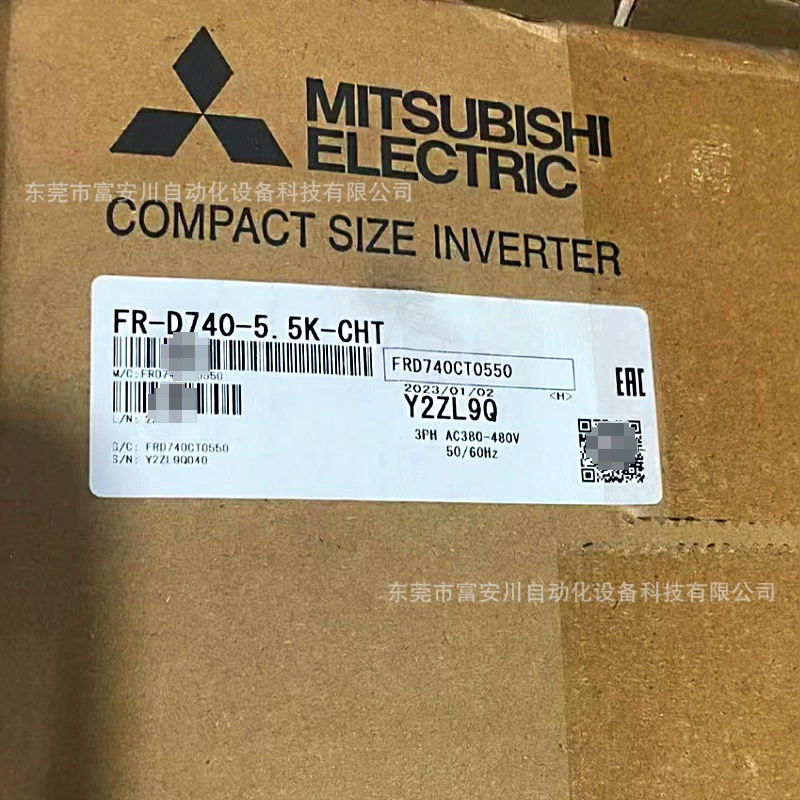 MITSUBISHI
ELECTRIC
东莞市富安川自动化设备科技有限公司
COMPACT SIZE INVERTER
FR-D740-5.5K-CHT
FRD740CT0550
M/C:
2023/01/02
<H>
EAC
Y2ZL9Q
L/N:
3PH AC380-480V
50/60Hz
G/C: FRD740CT0550
S/N: Y2ZL9Q040
东莞市富安川自动化设备科技有限公司